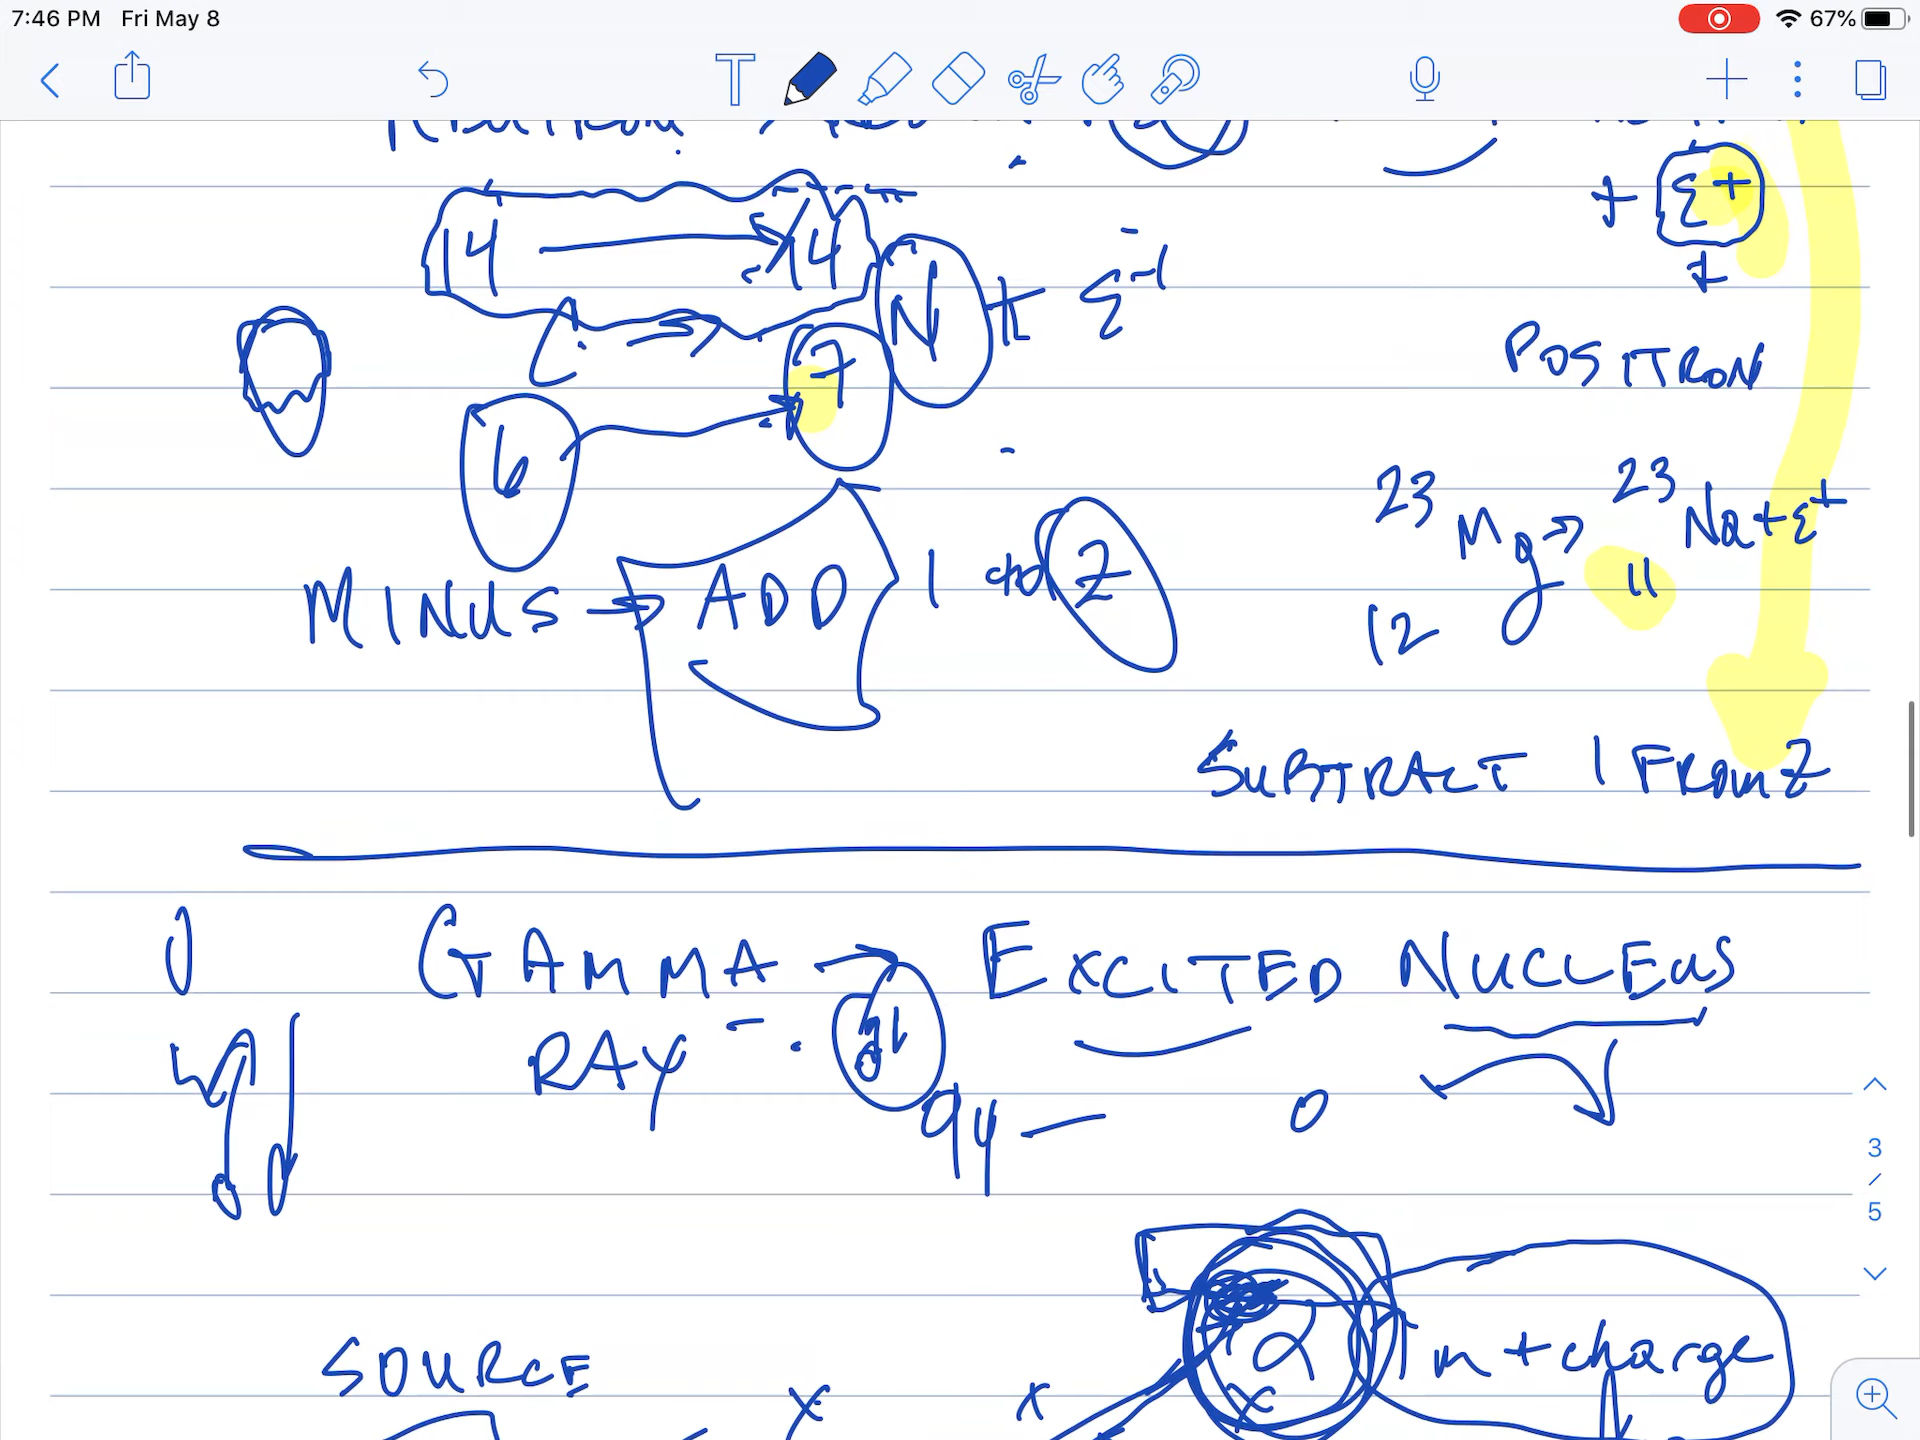 7:46 PM Fri May 8
67%
T
+ ε+
14 → 14 N + ε-1
C → 7
6
POSITRON
23 Mg → 23 Na + ε+
12 11
MINUS → ADD 1 to Z
SUBTRACT 1 FROM Z
GAMMA → EXCITED NUCLEUS
RAY
94 — 0
3
/
5
α m + charge
SOURCE
x x x